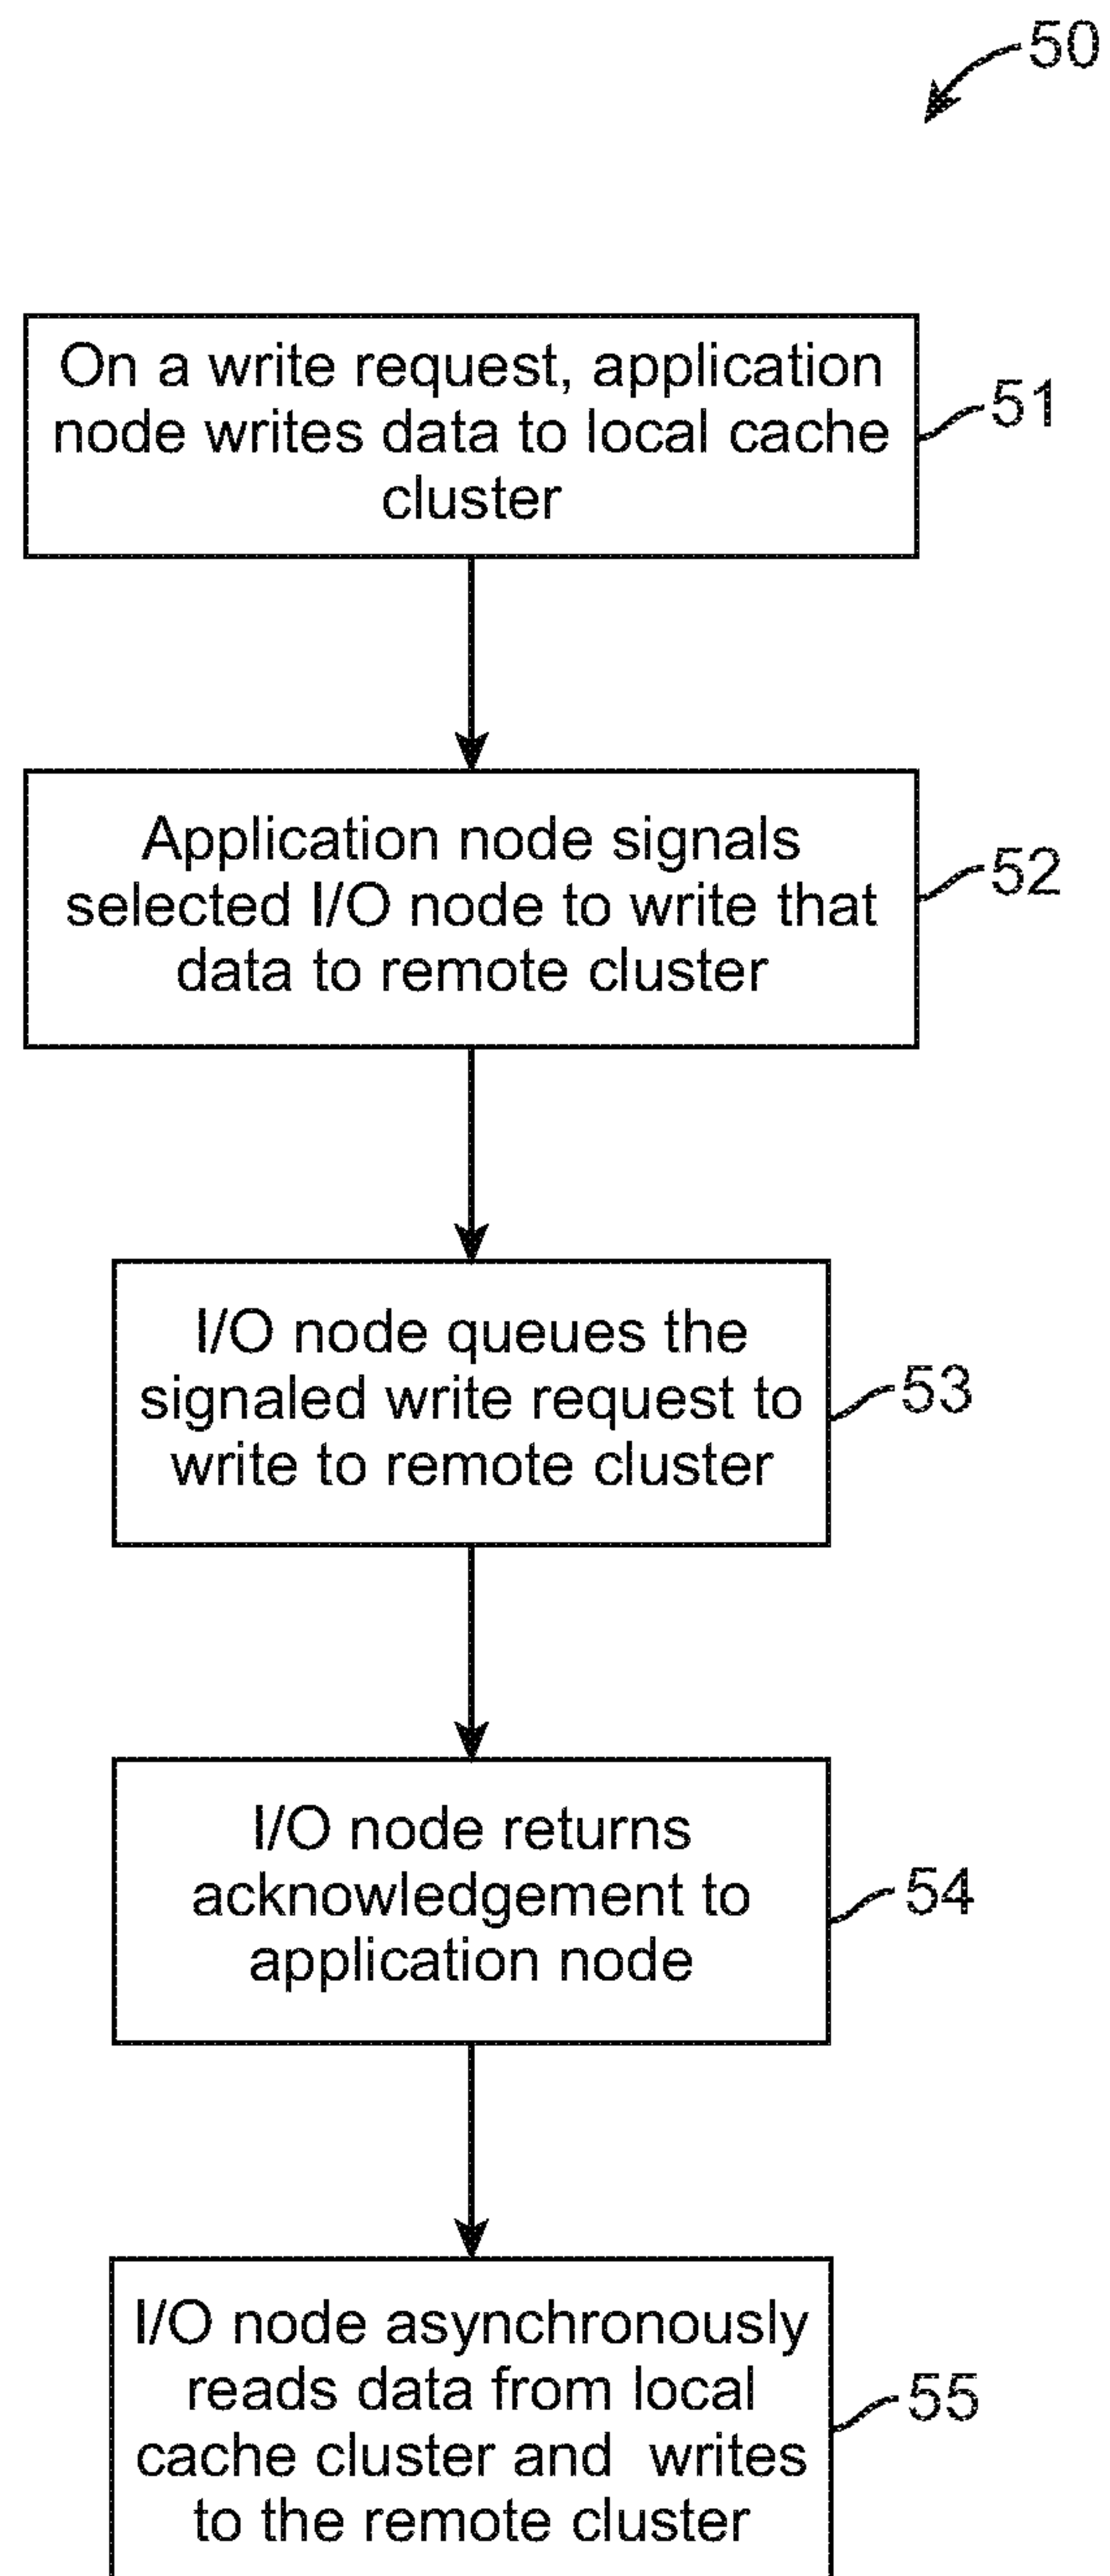 50
On a write request, application
node writes data to local cache
cluster
51
Application node signals
selected I/O node to write that
data to remote cluster
52
I/O node queues the
signaled write request to
write to remote cluster
53
I/O node returns
acknowledgement to
application node
54
I/O node asynchronously
reads data from local
cache cluster and writes
to the remote cluster
55